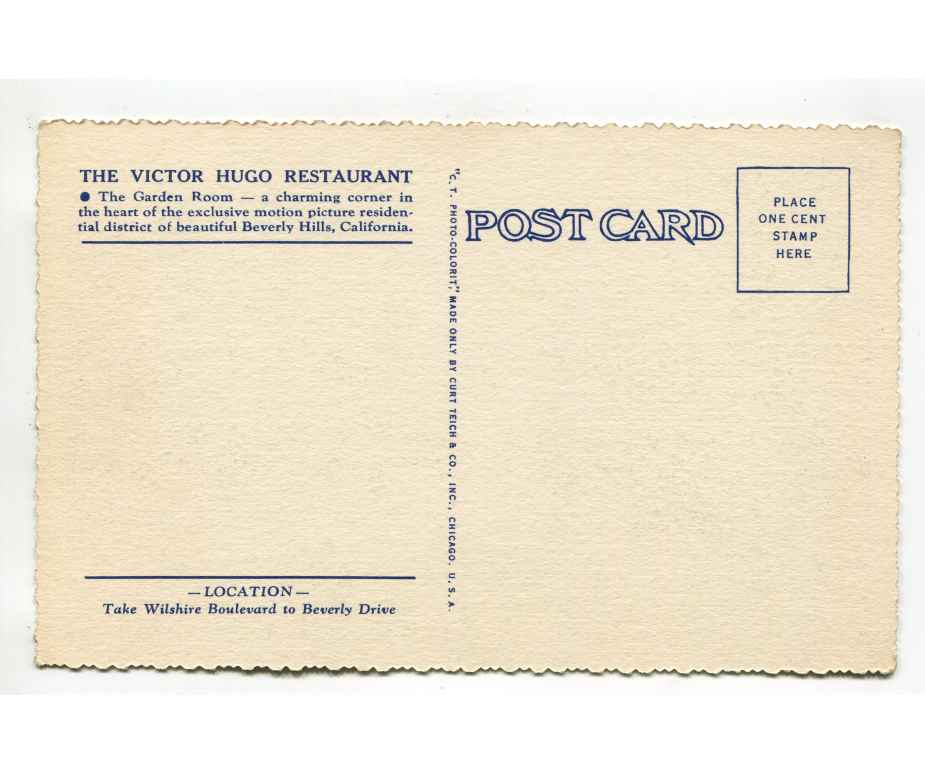 THE VICTOR HUGO RESTAURANT
● The Garden Room — a charming corner in
the heart of the exclusive motion picture residen-
tial district of beautiful Beverly Hills, California.
—LOCATION—
Take Wilshire Boulevard to Beverly Drive
"C. T. PHOTO-COLORIT," MADE ONLY BY CURT TEICH & CO., INC., CHICAGO. U. S. A.
POST CARD
PLACE
ONE CENT
STAMP
HERE